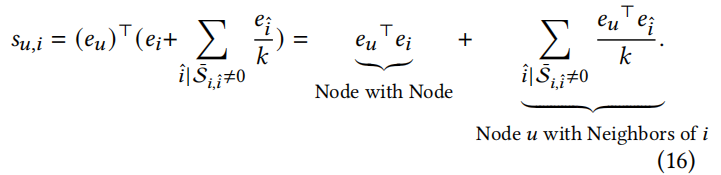 s_{u,i} = (e_u)^⊤(e_i + ∑_{î|S̄_{i,î}≠0} e_î/k) = e_u^⊤ e_i + ∑_{î|S̄_{i,î}≠0} e_u^⊤ e_î/k.
Node with Node
Node u with Neighbors of i
(16)